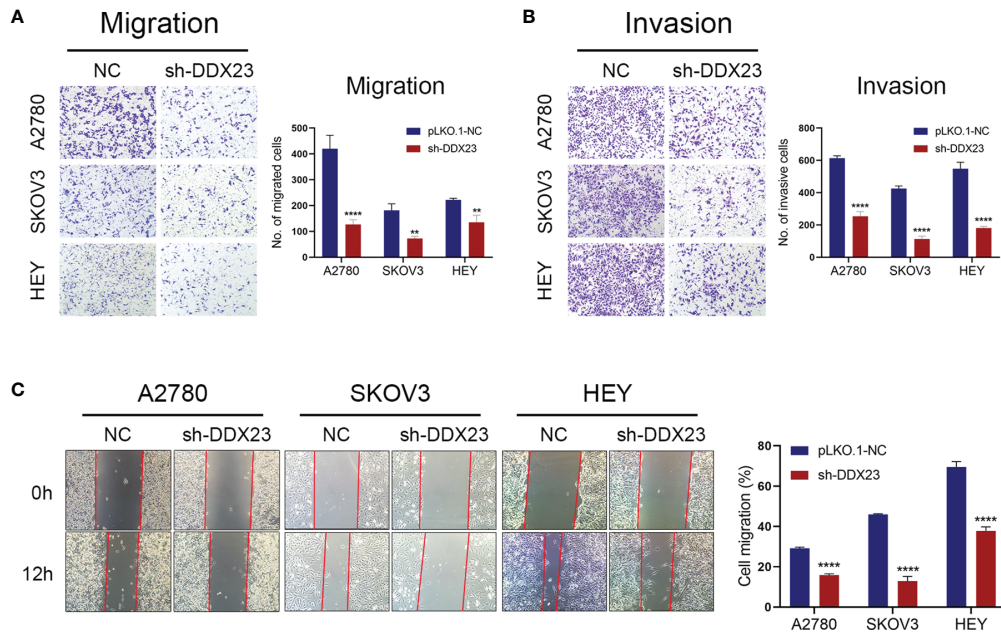 A
Migration
NC sh-DDX23
A2780
SKOV3
HEY
Migration
No. of migrated cells
500
400
300
200
100
0
pLKO.1-NC
sh-DDX23
****
**
**
A2780 SKOV3 HEY
B
Invasion
NC sh-DDX23
A2780
SKOV3
HEY
Invasion
No. of invasive cells
800
600
400
200
0
pLKO.1-NC
sh-DDX23
****
****
****
A2780 SKOV3 HEY
C
A2780 SKOV3 HEY
NC sh-DDX23 NC sh-DDX23 NC sh-DDX23
0h
12h
Cell migration (%)
80
60
40
20
0
pLKO.1-NC
sh-DDX23
****
****
****
A2780 SKOV3 HEY